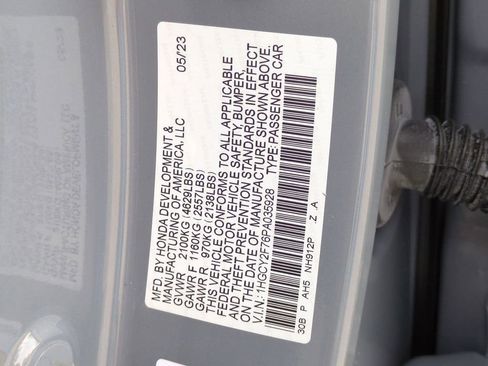 MFD. BY HONDA DEVELOPMENT &
MANUFACTURING OF AMERICA, LLC 05/23
GVWR 2100KG (4629LBS)
GAWR F 1160KG (2557LBS)
GAWR R 970KG (2138LBS)
THIS VEHICLE CONFORMS TO ALL APPLICABLE
FEDERAL MOTOR VEHICLE SAFETY, BUMPER,
AND THEFT PREVENTION STANDARDS IN EFFECT
ON THE DATE OF MANUFACTURE SHOWN ABOVE.
V.I.N.: 1HGCY2F76PA035928 TYPE:PASSENGER CAR
30B P AH5 NH912P Z A